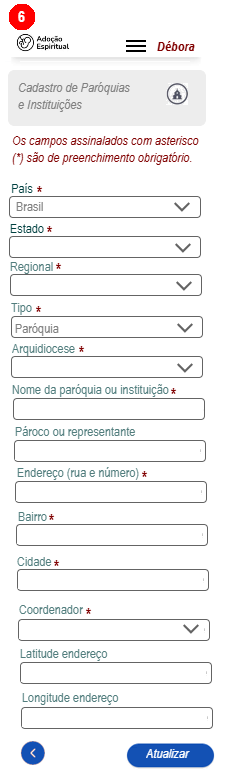 6
Adoção
Espiritual
Débora
Cadastro de Paróquias
e Instituições
Os campos assinalados com asterisco
(*) são de preenchimento obrigatório.
País *
Brasil
Estado *
Regional *
Tipo *
Paróquia
Arquidiocese *
Nome da paróquia ou instituição *
Pároco ou representante
Endereço (rua e número) *
Bairro *
Cidade *
Coordenador *
Latitude endereço
Longitude endereço
Atualizar